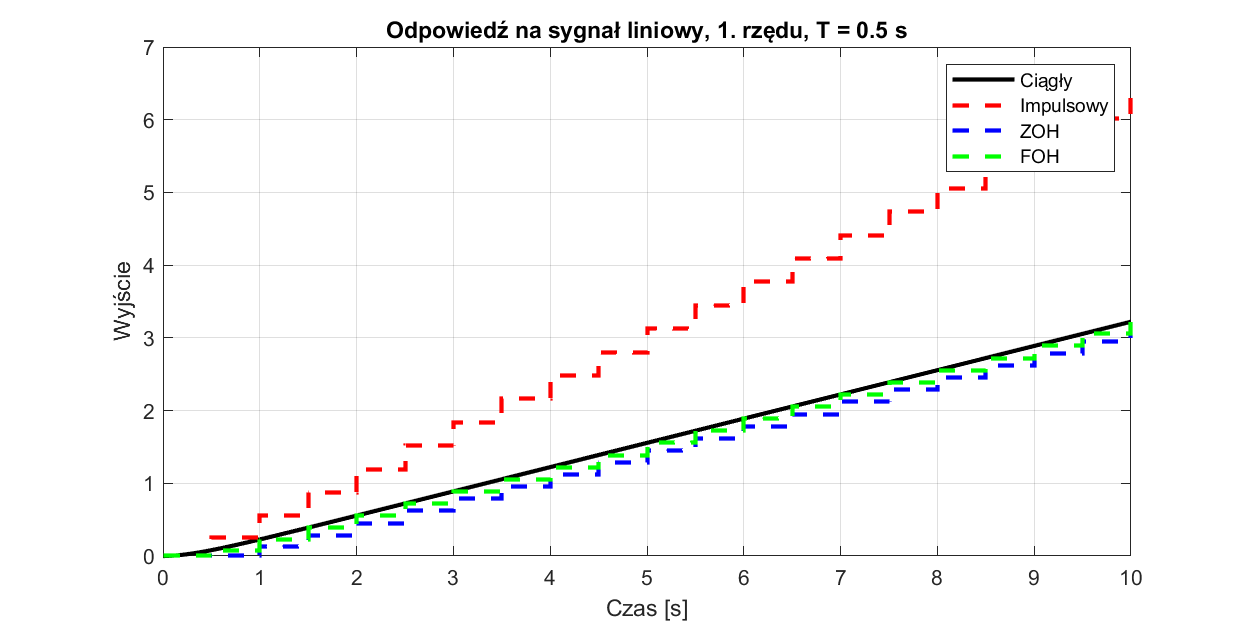 Odpowiedź na sygnał liniowy, 1. rzędu, T = 0.5 s
7
6
5
4
3
2
1
0
Wyjście
Ciągły
Impulsowy
ZOH
FOH
0 1 2 3 4 5 6 7 8 9 10
Czas [s]